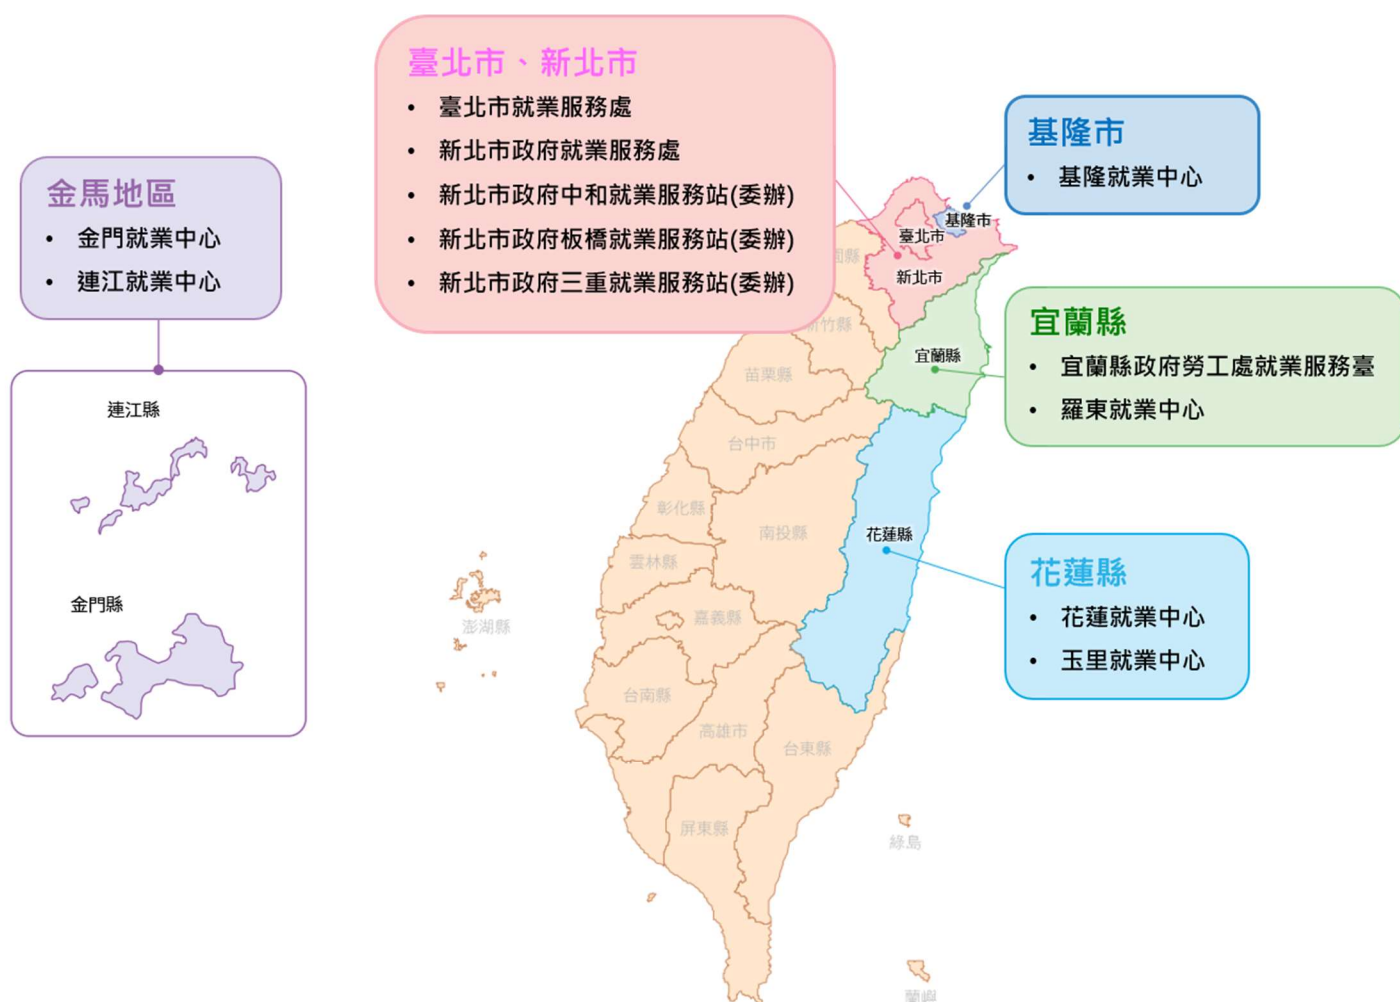 臺北市、新北市
• 臺北市就業服務處
• 新北市政府就業服務處
• 新北市政府中和就業服務站(委辦)
• 新北市政府板橋就業服務站(委辦)
• 新北市政府三重就業服務站(委辦)
基隆市
• 基隆就業中心
金馬地區
• 金門就業中心
• 連江就業中心
宜蘭縣
• 宜蘭縣政府勞工處就業服務臺
• 羅東就業中心
花蓮縣
• 花蓮就業中心
• 玉里就業中心
連江縣
金門縣
基隆市
臺北市
新北市
園縣
新竹縣
宜蘭縣
苗栗縣
台中市
彰化縣
南投縣
花蓮縣
雲林縣
嘉義縣
澎湖縣
台南縣
高雄市
台東縣
屏東縣
綠島
蘭嶼